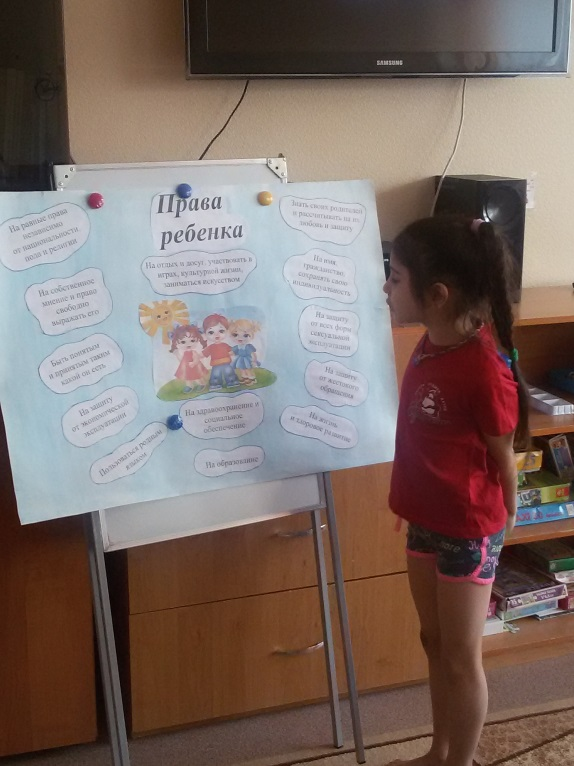 SAMSUNG
Права
ребенка
На равные права
независимо
от национальности,
пола и религии
На собственное
мнение и право
свободно
выражать его
Быть понятым
и принятым таким
какой он есть
На защиту
от экономической
эксплуатации
Пользоваться родным
языком
На отдых и досуг, участвовать в
играх, культурной жизни,
заниматься искусством
На здравоохранение и
социальное
обеспечение
На образование
Знать своих родителей
и рассчитывать на их
любовь и защиту
На имя,
гражданство,
сохранять свою
индивидуальность
На защиту
от всех форм
сексуальной
эксплуатации
На защиту
от жестокого
обращения
На жизнь
и здоровое развитие